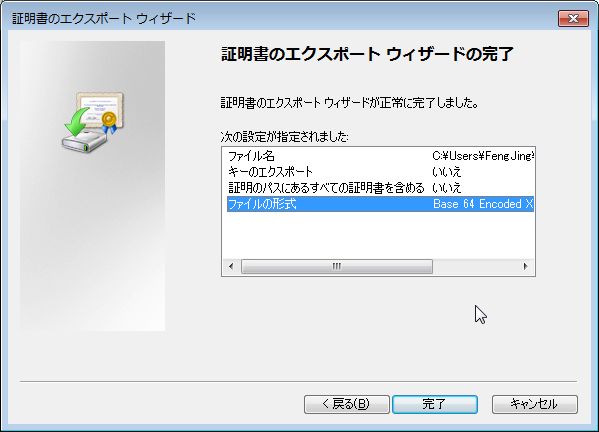 証明書のエクスポート ウィザード
証明書のエクスポート ウィザードの完了
証明書のエクスポート ウィザードが正常に完了しました。
次の設定が指定されました:
ファイル名 C:¥Users¥FengJing¥
キーのエクスポート いいえ
証明のパスにあるすべての証明書を含める いいえ
ファイルの形式 Base 64 Encoded X
< 戻る(B) 完了 キャンセル